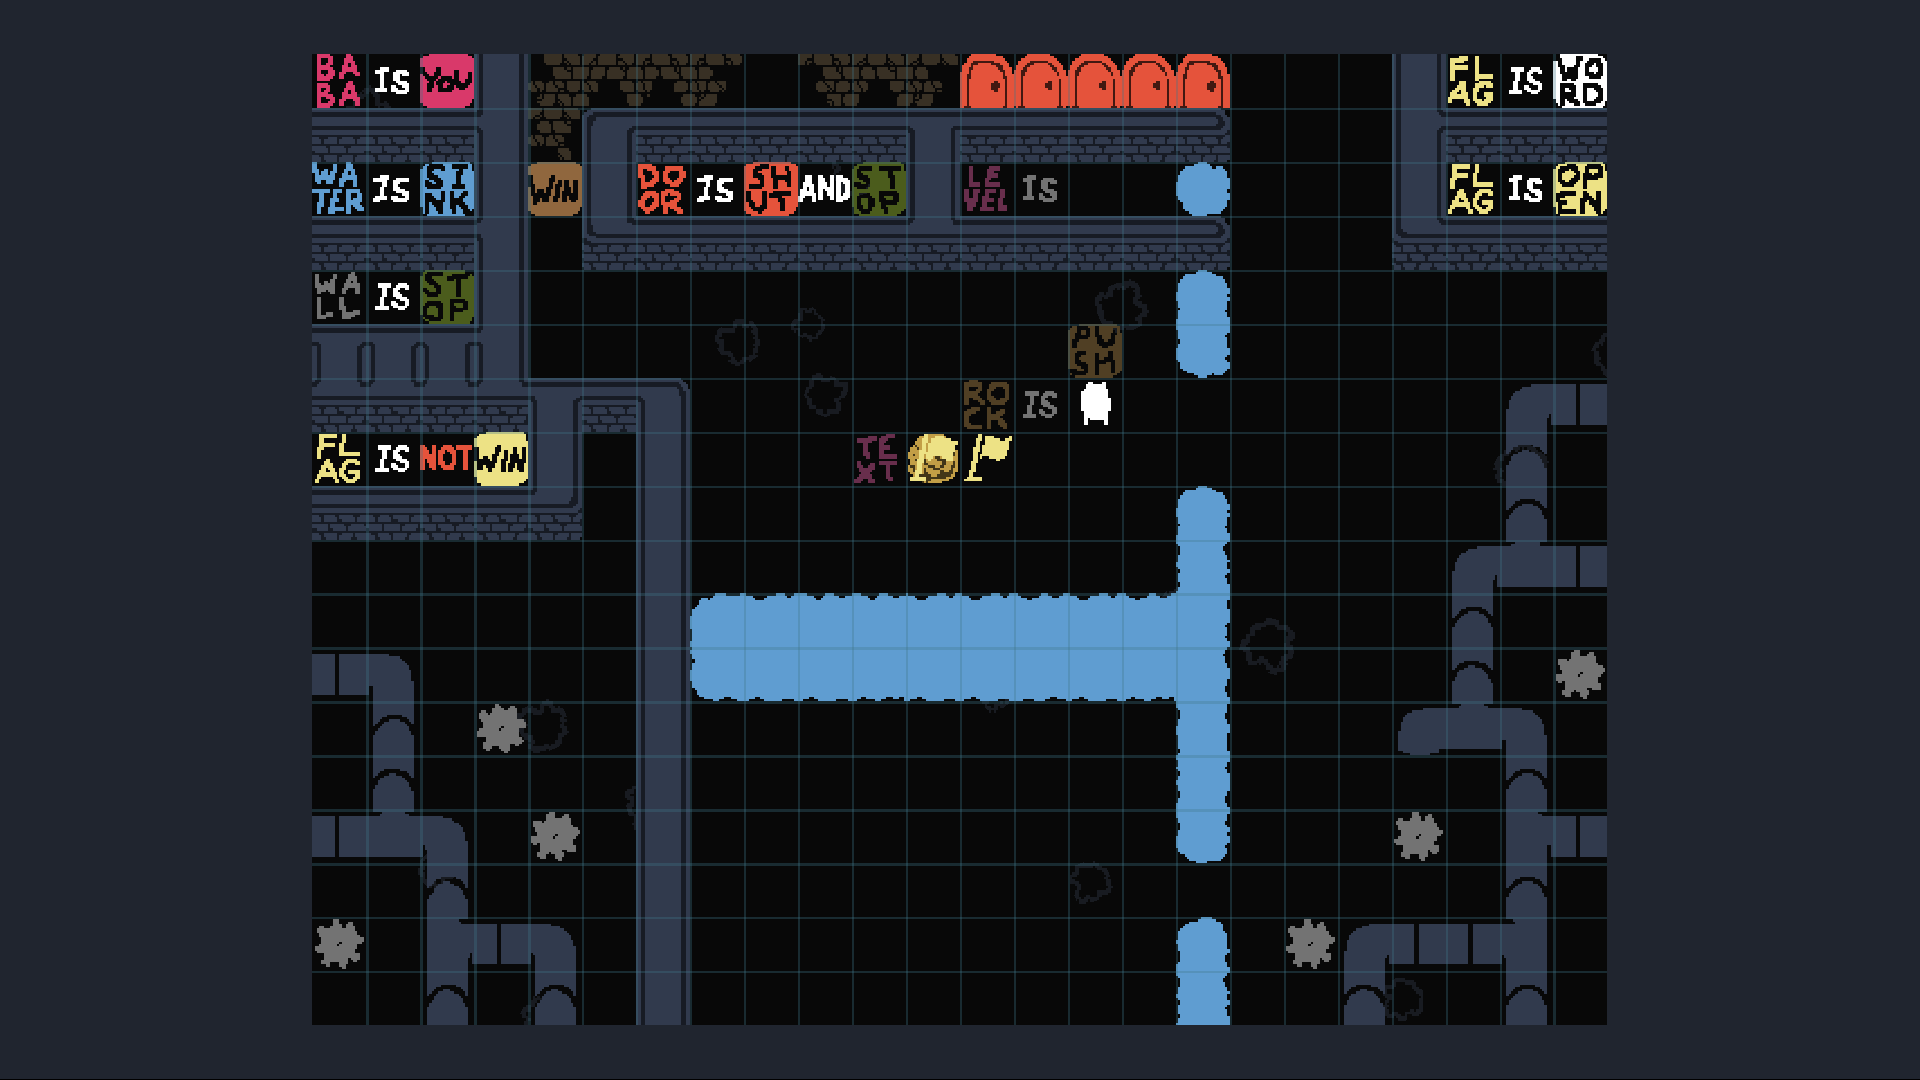 BABA IS YOU
FLAG IS WORD
WATER IS SINK
WIN
DOOR IS SHUT AND STOP
LEVEL IS
FLAG IS OPEN
WALL IS STOP
PUSH
ROCK IS
FLAG IS NOT WIN
TEXT